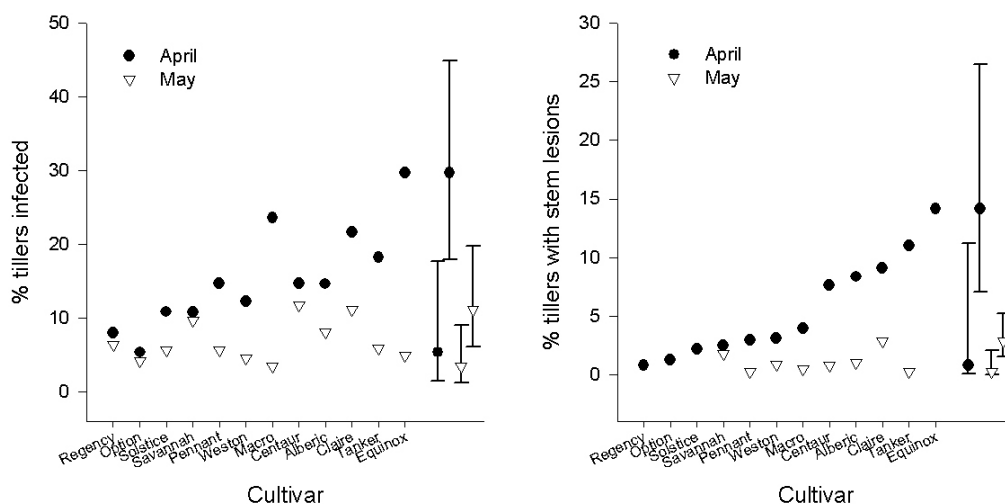 50
40
30
20
10
0
% tillers infected
April
May
Regency
Option
Solstice
Savannah
Pennant
Weston
Macro
Centaur
Alberic
Claire
Tanker
Equinox
Cultivar
30
25
20
15
10
5
0
% tillers with stem lesions
April
May
Regency
Option
Solstice
Savannah
Pennant
Weston
Macro
Centaur
Alberic
Claire
Tanker
Equinox
Cultivar